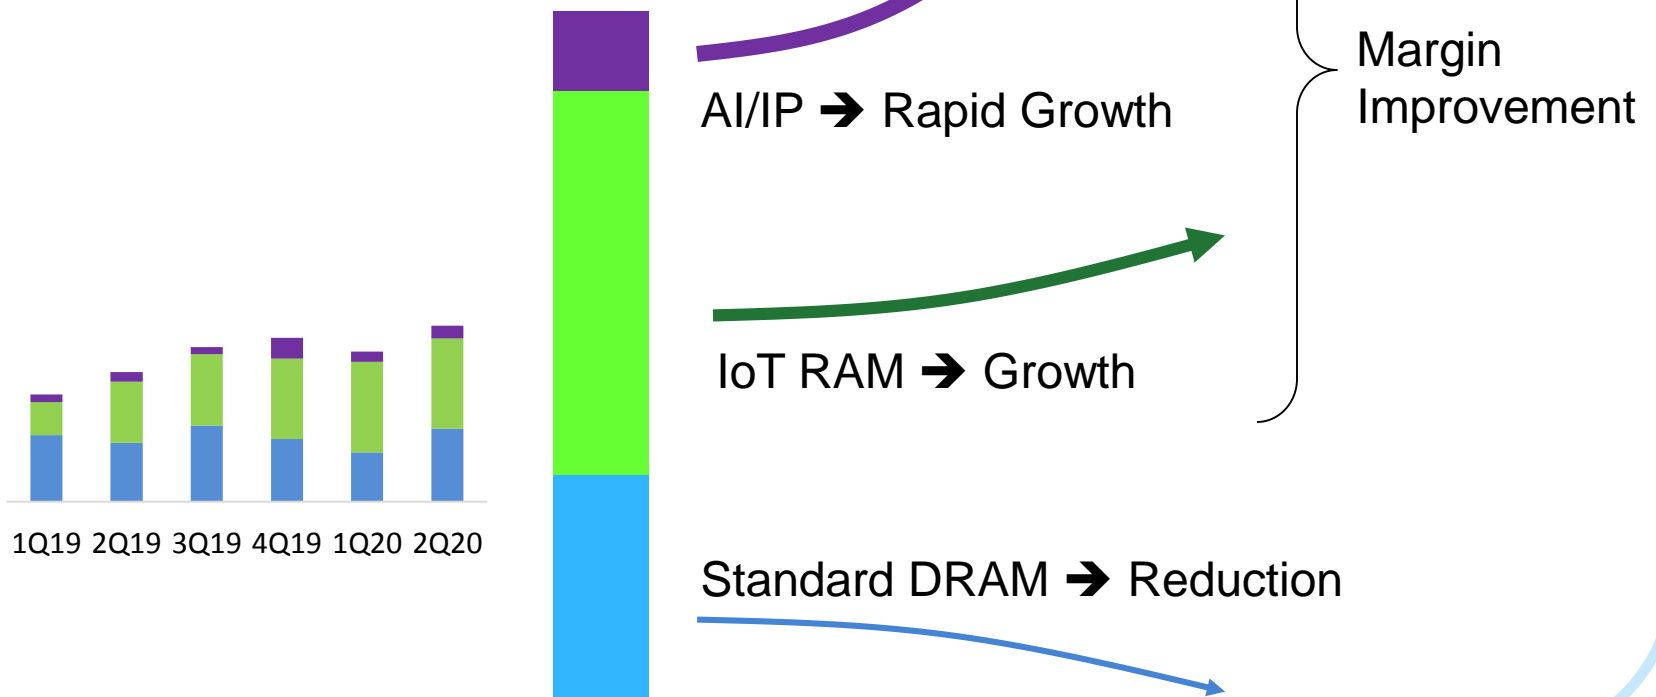 Margin
Improvement
AI/IP ➔ Rapid Growth
IoT RAM ➔ Growth
1Q19 2Q19 3Q19 4Q19 1Q20 2Q20
Standard DRAM ➔ Reduction